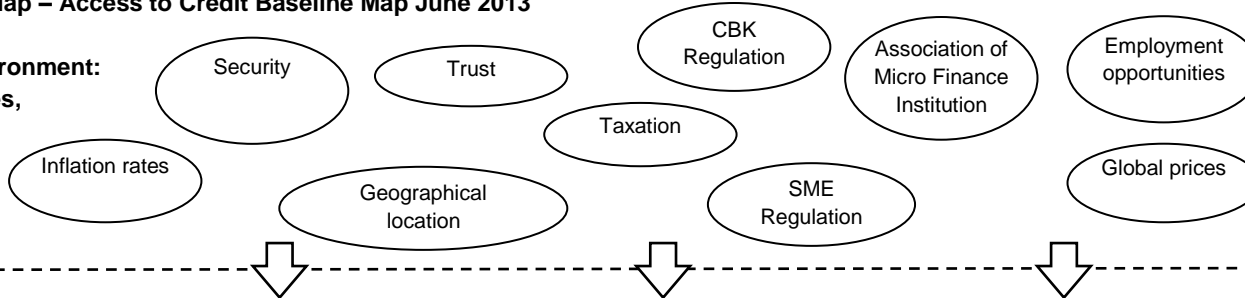 ap – Access to Credit Baseline Map June 2013
ronment:
es,
Security
Trust
CBK
Regulation
Association of
Micro Finance
Institution
Employment
opportunities
Inflation rates
Taxation
Geographical
location
SME
Regulation
Global prices